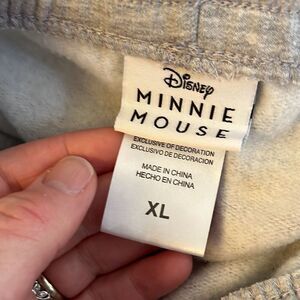 Disney
MINNIE
MOUSE
EXCLUSIVE OF DECORATION
EXCLUSIVO DE DECORACION
MADE IN CHINA
HECHO EN CHINA
XL